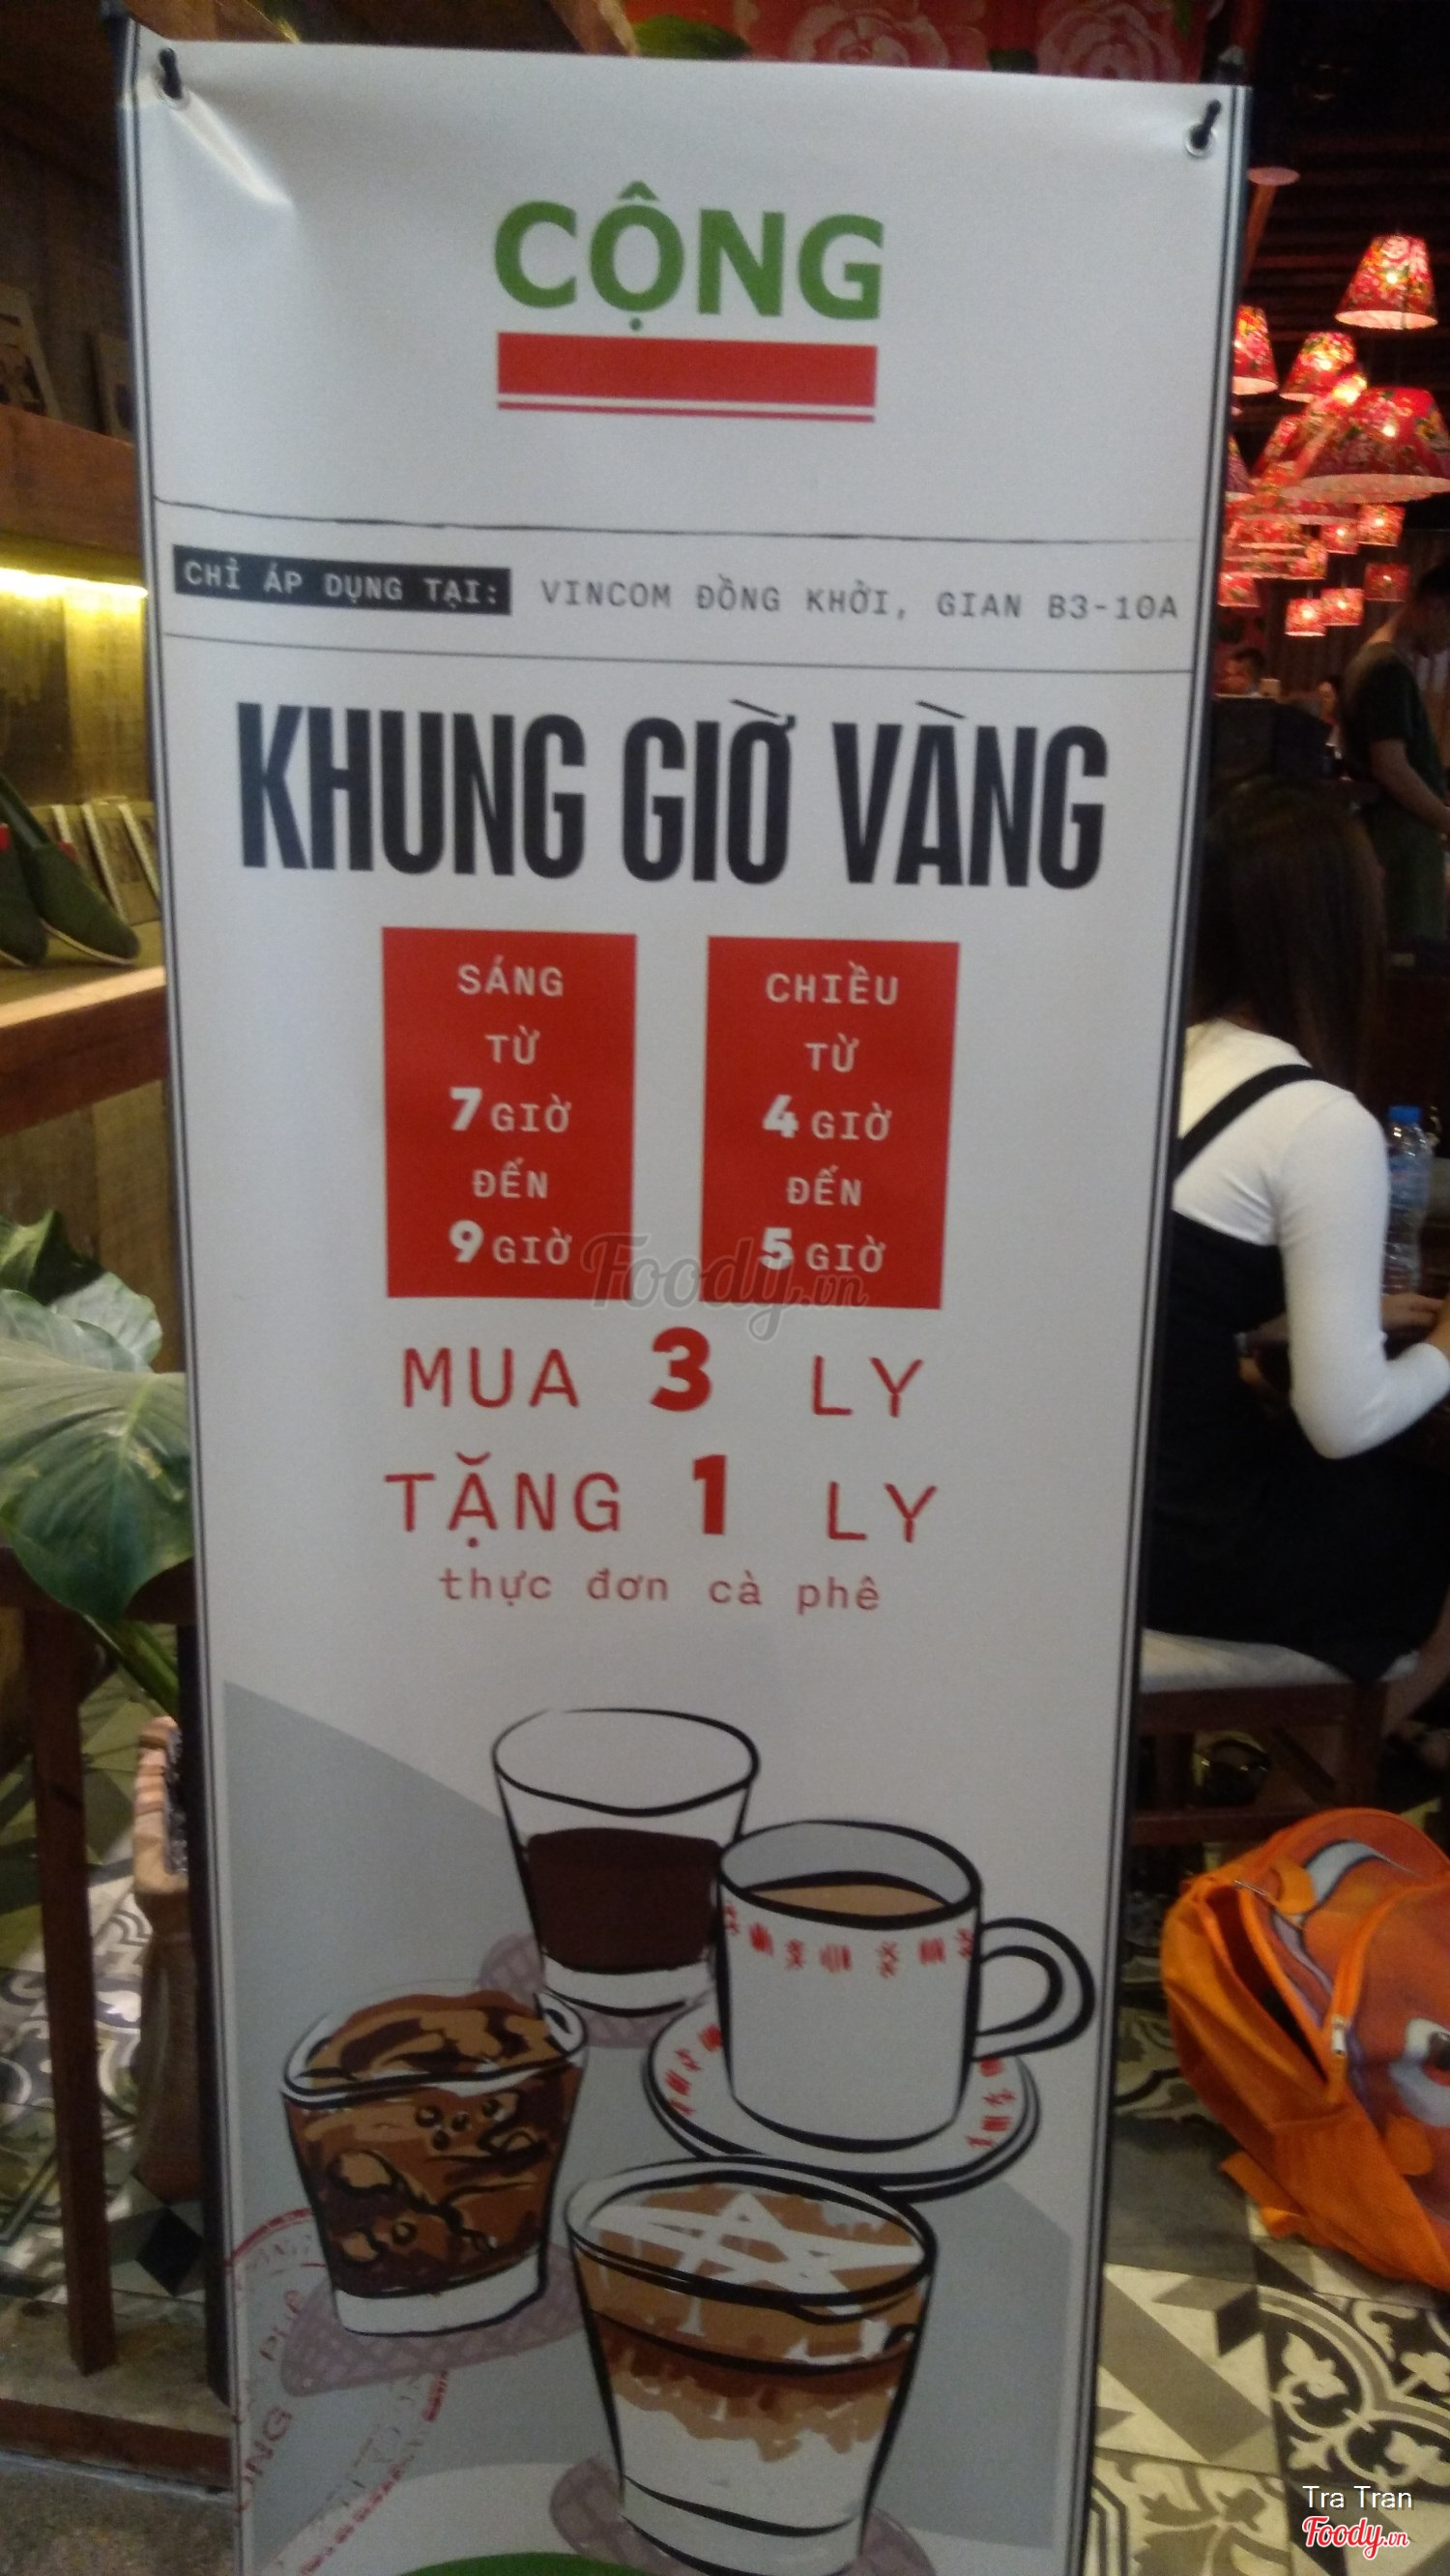 CỘNG
CHỈ ÁP DỤNG TẠI: VINCOM ĐỒNG KHỞI, GIAN B3-10A
KHUNG GIỜ VÀNG
SÁNG
TỪ
7 GIỜ
ĐẾN
9 GIỜ
CHIỀU
TỪ
4 GIỜ
ĐẾN
5 GIỜ
Foody.vn
MUA 3 LY
TẶNG 1 LY
thực đơn cà phê
Tra Tran
Foody.vn